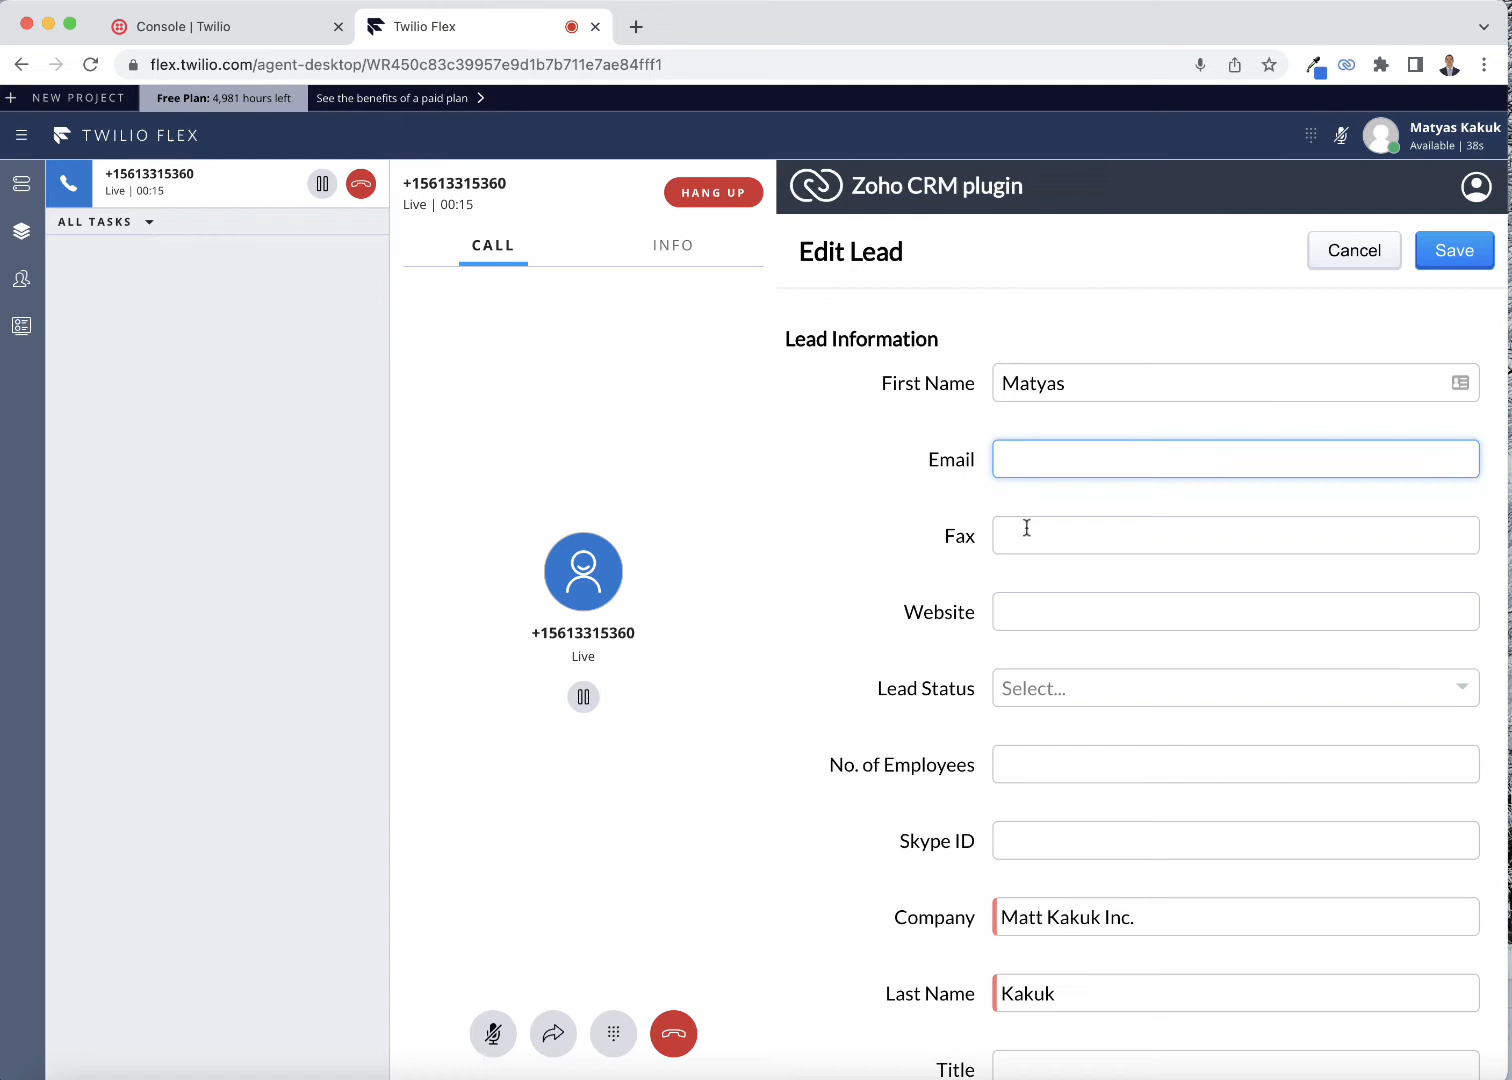 Console | Twilio
Twilio Flex
flex.twilio.com/agent-desktop/WR450c83c39957e9d1b7b711e7ae84fff1
NEW PROJECT
Free Plan: 4,981 hours left
See the benefits of a paid plan
TWILIO FLEX
Matyas Kakuk
Available | 38s
+15613315360
Live | 00:15
ALL TASKS
+15613315360
Live | 00:15
HANG UP
CALL
INFO
+15613315360
Live
Zoho CRM plugin
Edit Lead
Cancel
Save
Lead Information
First Name
Matyas
Email
Fax
Website
Lead Status
Select...
No. of Employees
Skype ID
Company
Matt Kakuk Inc.
Last Name
Kakuk
Title